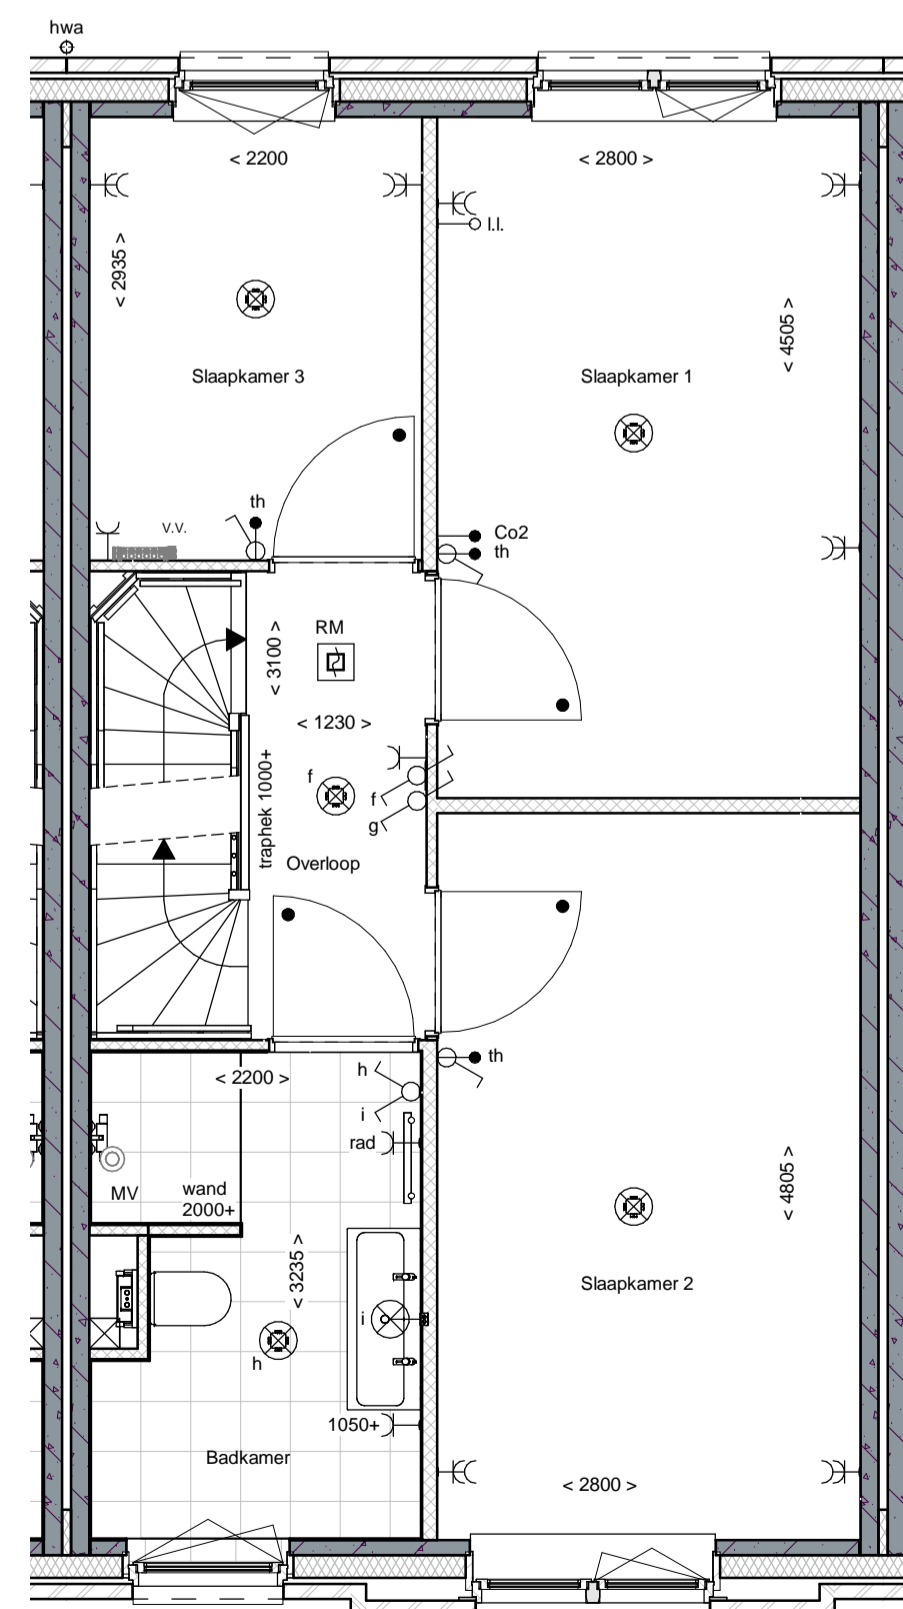 hwa
< 2200
< 2800 >
l.l.
< 2935 >
< 4505 >
Slaapkamer 3
Slaapkamer 1
th
v.v.
Co2
th
RM
< 3100 >
< 1230 >
f
f
g
traphek 1000+
Overloop
th
< 2200 >
h
i
rad
MV
wand
2000+
< 3235 >
< 4805 >
Slaapkamer 2
i
h
1050+
Badkamer
< 2800 >